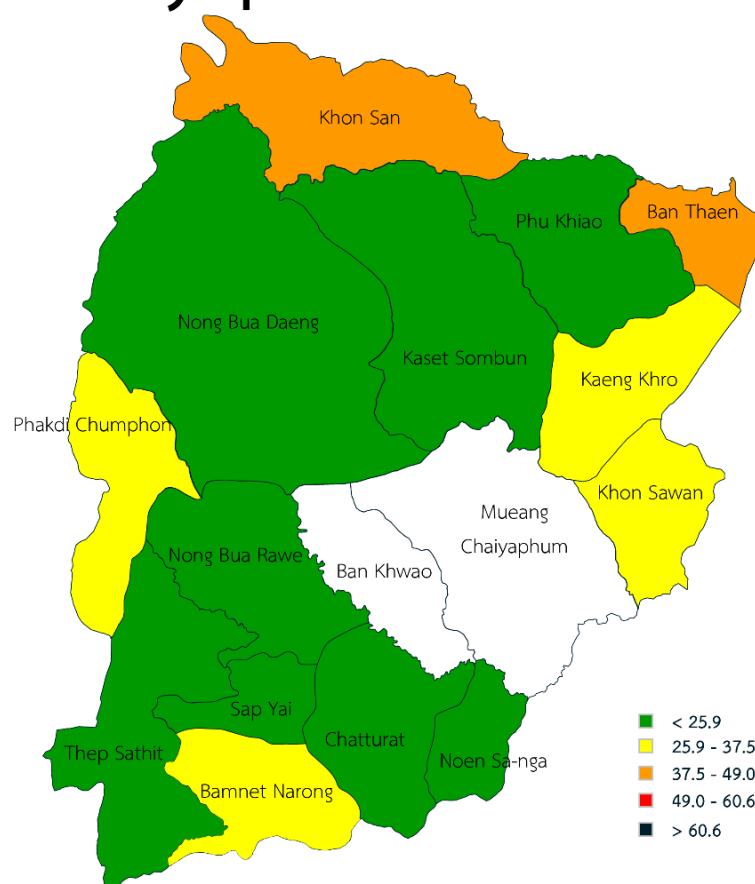 Khon San
Ban Thaen
Phu Khiao
Nong Bua Daeng
Kaset Sombun
Kaeng Khro
Phakdi Chumphon
Khon Sawan
Mueang
Chaiyaphum
Nong Bua Rawe
Ban Khwao
Sap Yai
Chatturat
Thep Sathit
Noen Sa-nga
Bamnet Narong
< 25.9
25.9 - 37.5
37.5 - 49.0
49.0 - 60.6
> 60.6